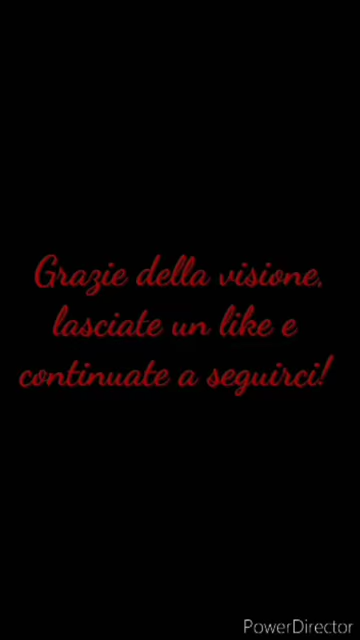 Grazie della visione,
lasciate un like e
continuate a seguirci!
PowerDirector